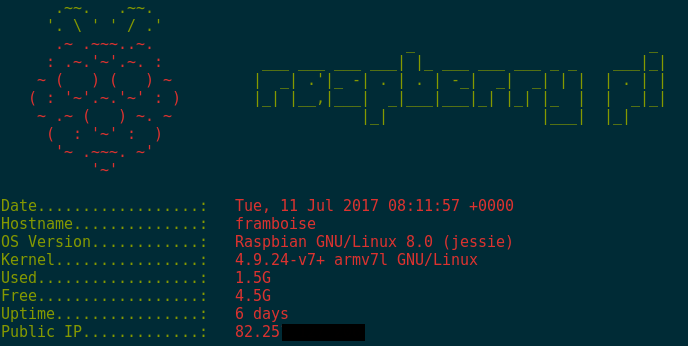 raspberry pi
Date..................: Tue, 11 Jul 2017 08:11:57 +0000
Hostname..............: framboise
OS Version............: Raspbian GNU/Linux 8.0 (jessie)
Kernel................: 4.9.24-v7+ armv7l GNU/Linux
Used..................: 1.5G
Free..................: 4.5G
Uptime................: 6 days
Public IP.............: 82.25